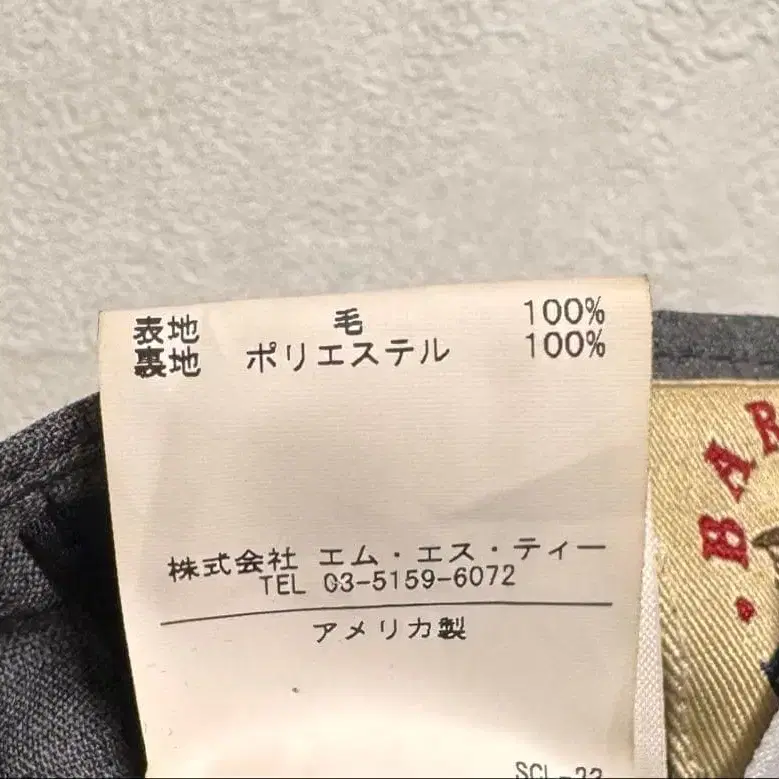 表地 毛 100%
裏地 ポリエステル 100%
株式会社 エム・エス・ティー
TEL 03-5159-6072
アメリカ製